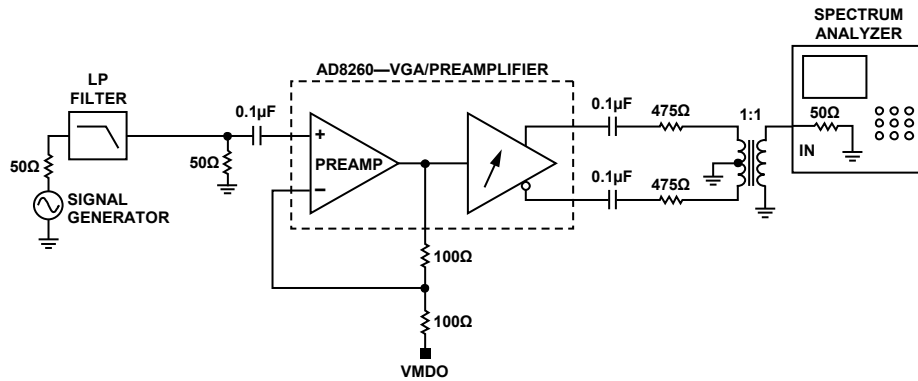 SPECTRUM
ANALYZER
AD8260—VGA/PREAMPLIFIER
LP
FILTER
0.1µF
0.1µF
475Ω
1:1
50Ω
+
PREAMP
–
50Ω
IN
50Ω
0.1µF
475Ω
SIGNAL
GENERATOR
100Ω
100Ω
VMDO